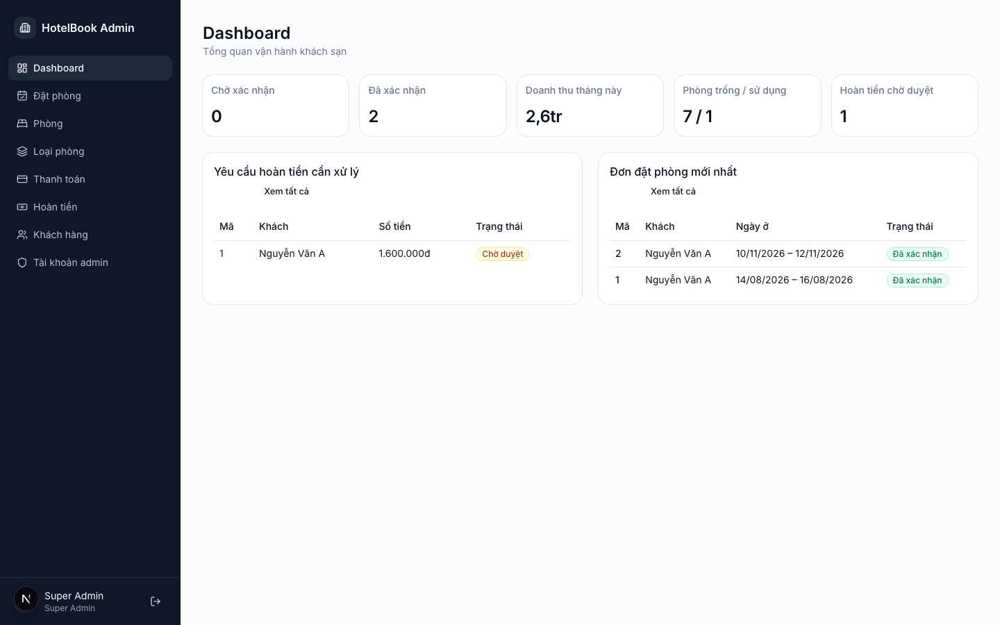 HotelBook Admin
Dashboard
Đặt phòng
Phòng
Loại phòng
Thanh toán
Hoàn tiền
Khách hàng
Tài khoản admin
N
Super Admin
Super Admin
Dashboard
Tổng quan vận hành khách sạn
Chờ xác nhận
0
Đã xác nhận
2
Doanh thu tháng này
2,6tr
Phòng trống / sử dụng
7 / 1
Hoàn tiền chờ duyệt
1
Yêu cầu hoàn tiền cần xử lý
Xem tất cả
Mã Khách Số tiền Trạng thái
1 Nguyễn Văn A 1.600.000đ Chờ duyệt
Đơn đặt phòng mới nhất
Xem tất cả
Mã Khách Ngày ở Trạng thái
2 Nguyễn Văn A 10/11/2026 – 12/11/2026 Đã xác nhận
1 Nguyễn Văn A 14/08/2026 – 16/08/2026 Đã xác nhận